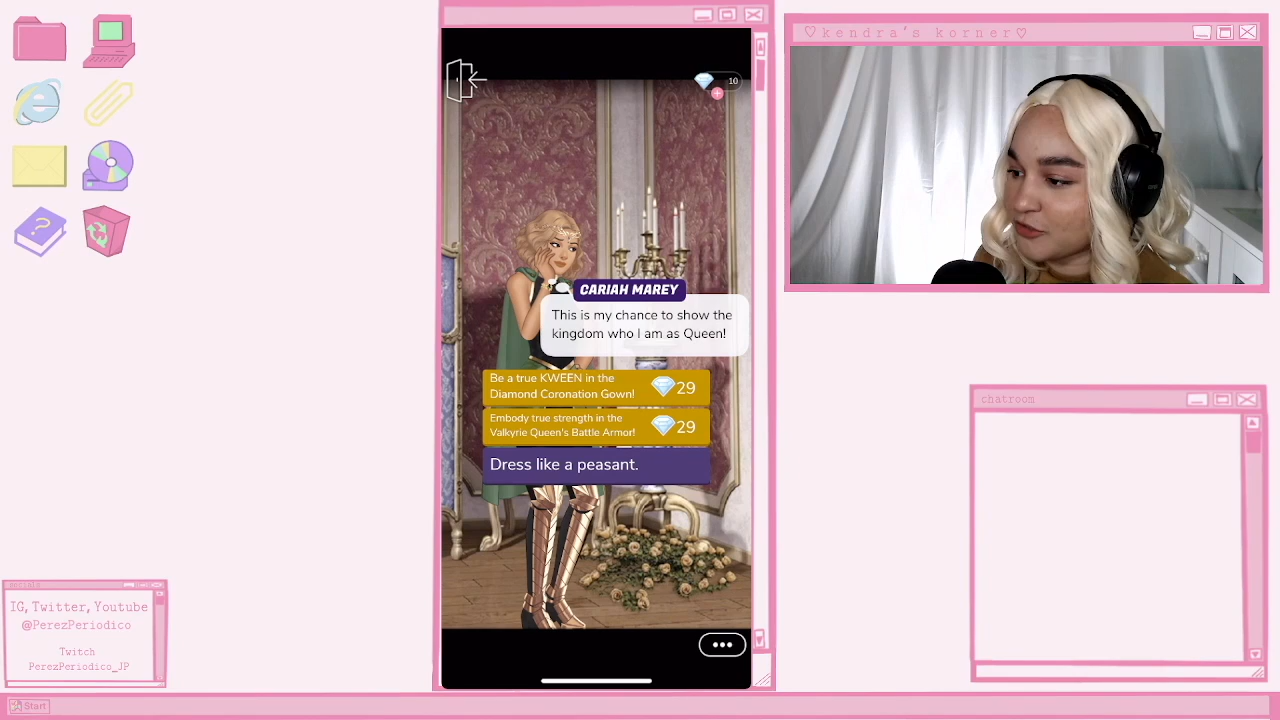 ♡kendra's korner♡
10
CARIAH MAREY
This is my chance to show the
kingdom who I am as Queen!
Be a true KWEEN in the
Diamond Coronation Gown!
29
Embody true strength in the
Valkyrie Queen's Battle Armor!
29
Dress like a peasant.
chatroom
IG, Twitter, Youtube
@PerezPeriodico
Twitch
PerezPeriodico_JP
Start